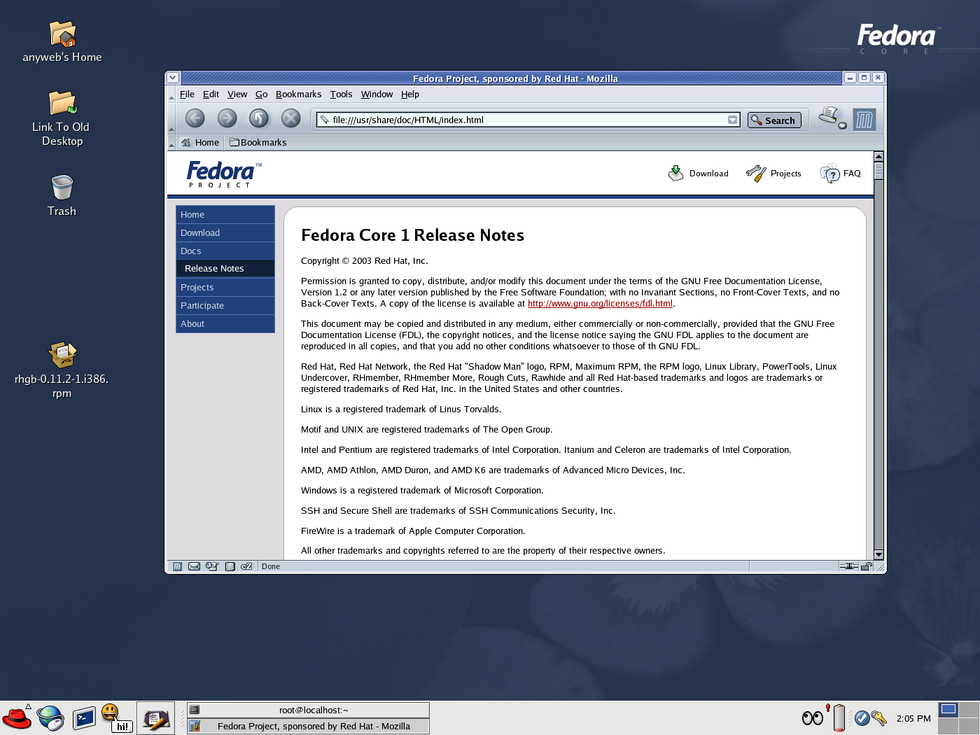 anyweb's Home
Link To Old
Desktop
Trash
rhgb-0.11.2-1.i386.
rpm
Fedora
CORE
Fedora Project, sponsored by Red Hat - Mozilla
File Edit View Go Bookmarks Tools Window Help
file:///usr/share/doc/HTML/index.html
Search
m
Home Bookmarks
Fedora™
PROJECT
Download Projects FAQ
Home
Download
Docs
Release Notes
Projects
Participate
About
Fedora Core 1 Release Notes
Copyright © 2003 Red Hat, Inc.
Permission is granted to copy, distribute, and/or modify this document under the terms of the GNU Free Documentation License,
Version 1.2 or any later version published by the Free Software Foundation; with no Invariant Sections, no Front-Cover Texts, and no
Back-Cover Texts. A copy of the license is available at http://www.gnu.org/licenses/fdl.html.
This document may be copied and distributed in any medium, either commercially or non-commercially, provided that the GNU Free
Documentation License (FDL), the copyright notices, and the license notice saying the GNU FDL applies to the document are
reproduced in all copies, and that you add no other conditions whatsoever to those of th GNU FDL.
Red Hat, Red Hat Network, the Red Hat "Shadow Man" logo, RPM, Maximum RPM, the RPM logo, Linux Library, PowerTools, Linux
Undercover, RHmember, RHmember More, Rough Cuts, Rawhide and all Red Hat-based trademarks and logos are trademarks or
registered trademarks of Red Hat, Inc. in the United States and other countries.
Linux is a registered trademark of Linus Torvalds.
Motif and UNIX are registered trademarks of The Open Group.
Intel and Pentium are registered trademarks of Intel Corporation. Itanium and Celeron are trademarks of Intel Corporation.
AMD, AMD Athlon, AMD Duron, and AMD K6 are trademarks of Advanced Micro Devices, Inc.
Windows is a registered trademark of Microsoft Corporation.
SSH and Secure Shell are trademarks of SSH Communications Security, Inc.
FireWire is a trademark of Apple Computer Corporation.
All other trademarks and copyrights referred to are the property of their respective owners.
Done
hi!
root@localhost:~
Fedora Project, sponsored by Red Hat - Mozilla
2:05 PM